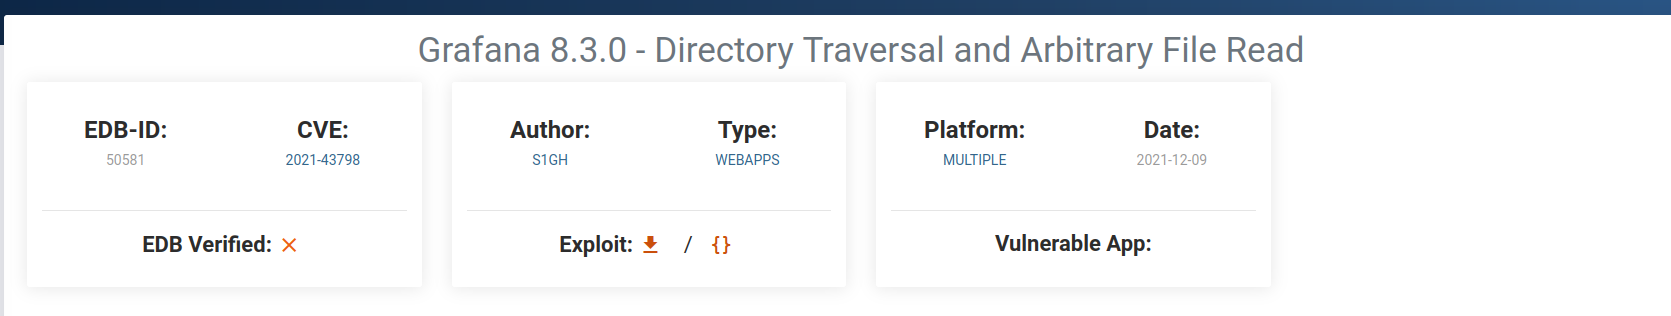 Grafana 8.3.0 - Directory Traversal and Arbitrary File Read
EDB-ID:
50581
CVE:
2021-43798
EDB Verified:
Author:
S1GH
Type:
WEBAPPS
Exploit: / {}
Platform:
MULTIPLE
Date:
2021-12-09
Vulnerable App: